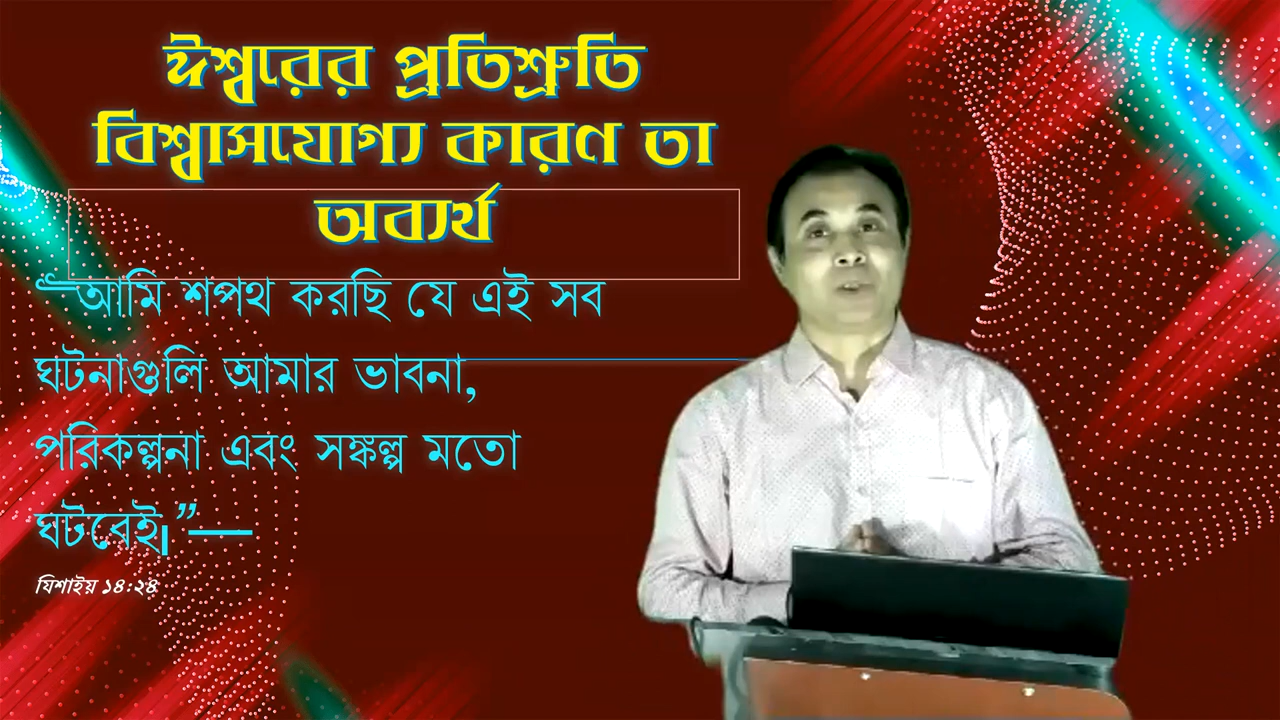 ঈশ্বরের প্রতিশ্রুতি
বিশ্বাসযোগ্য কারণ তা
অব্যর্থ
“আমি শপথ করছি যে এই সব
ঘটনাগুলি আমার ভাবনা,
পরিকল্পনা এবং সঙ্কল্প মতো
ঘটবেই।”—
যিশাইয় ১৪:২৪